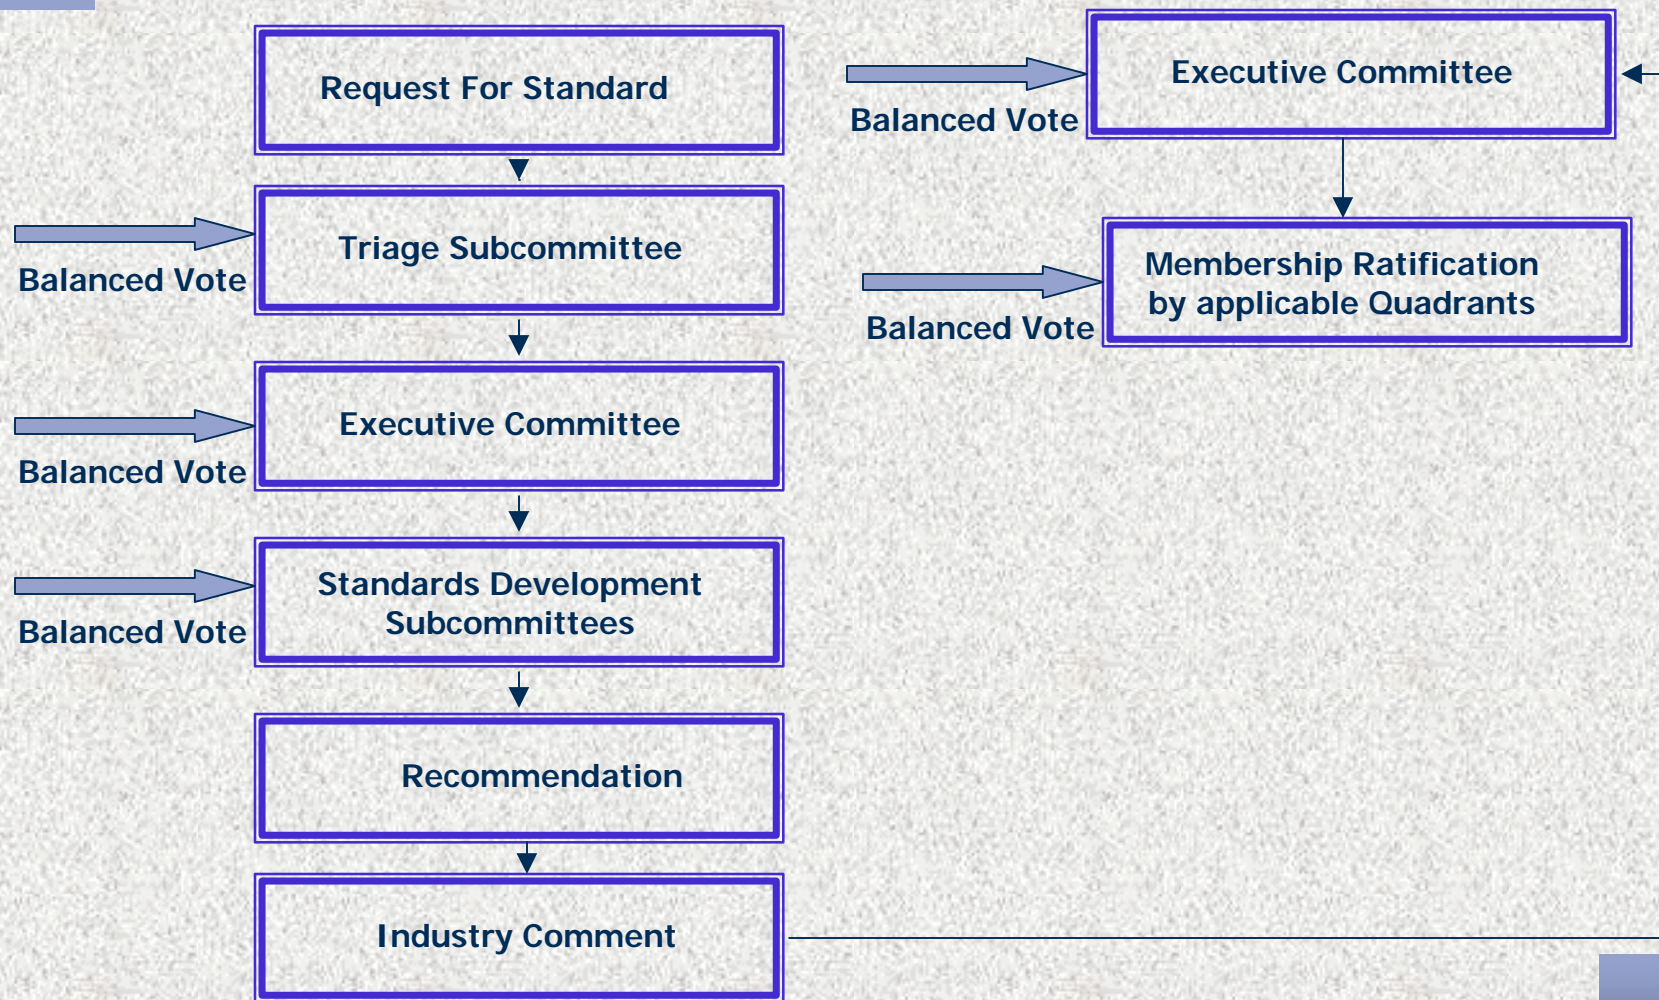 Request For Standard
Balanced Vote
Triage Subcommittee
Balanced Vote
Executive Committee
Balanced Vote
Standards Development
Subcommittees
Recommendation
Industry Comment
Balanced Vote
Executive Committee
Balanced Vote
Membership Ratification
by applicable Quadrants